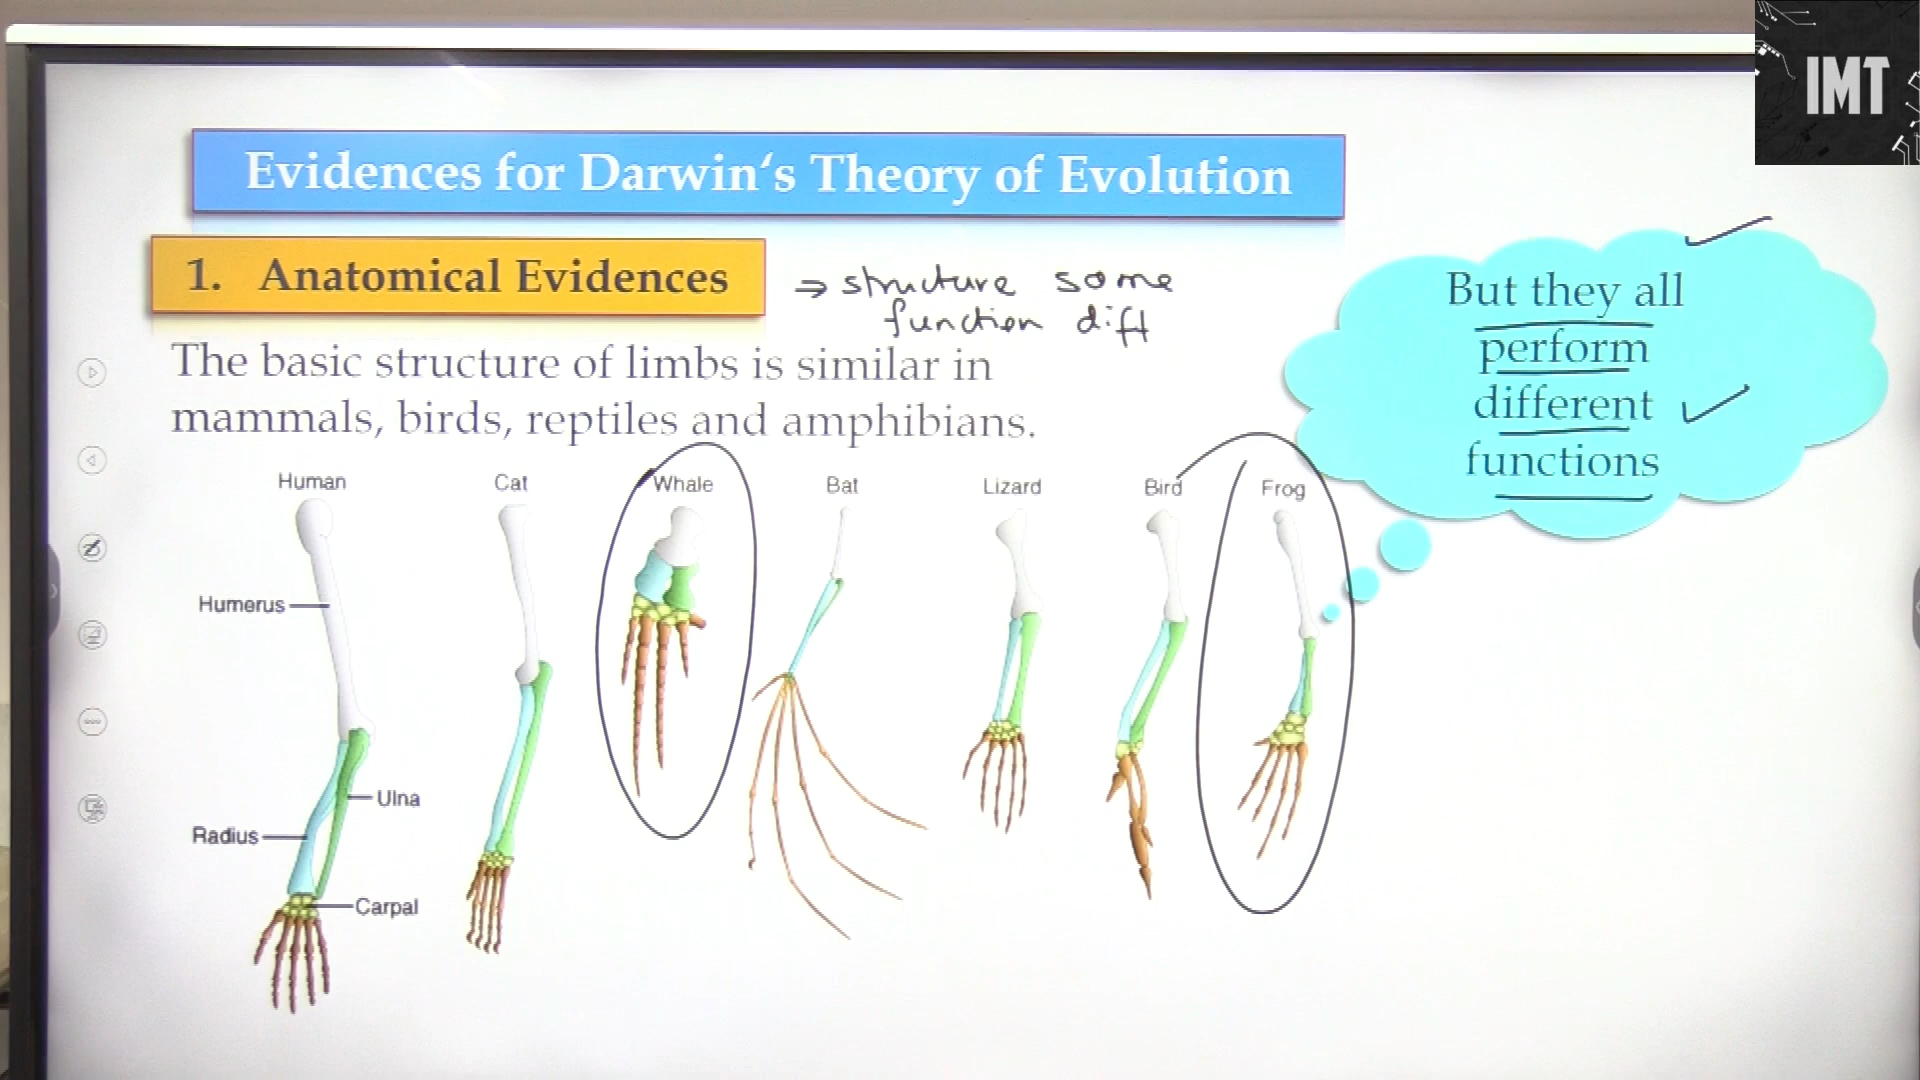 IMT
Evidences for Darwin‘s Theory of Evolution
1. Anatomical Evidences
⇒ structure some
function diff
The basic structure of limbs is similar in
mammals, birds, reptiles and amphibians.
But they all
perform
different
functions
Human
Cat
Whale
Bat
Lizard
Bird
Frog
Humerus
Ulna
Radius
Carpal